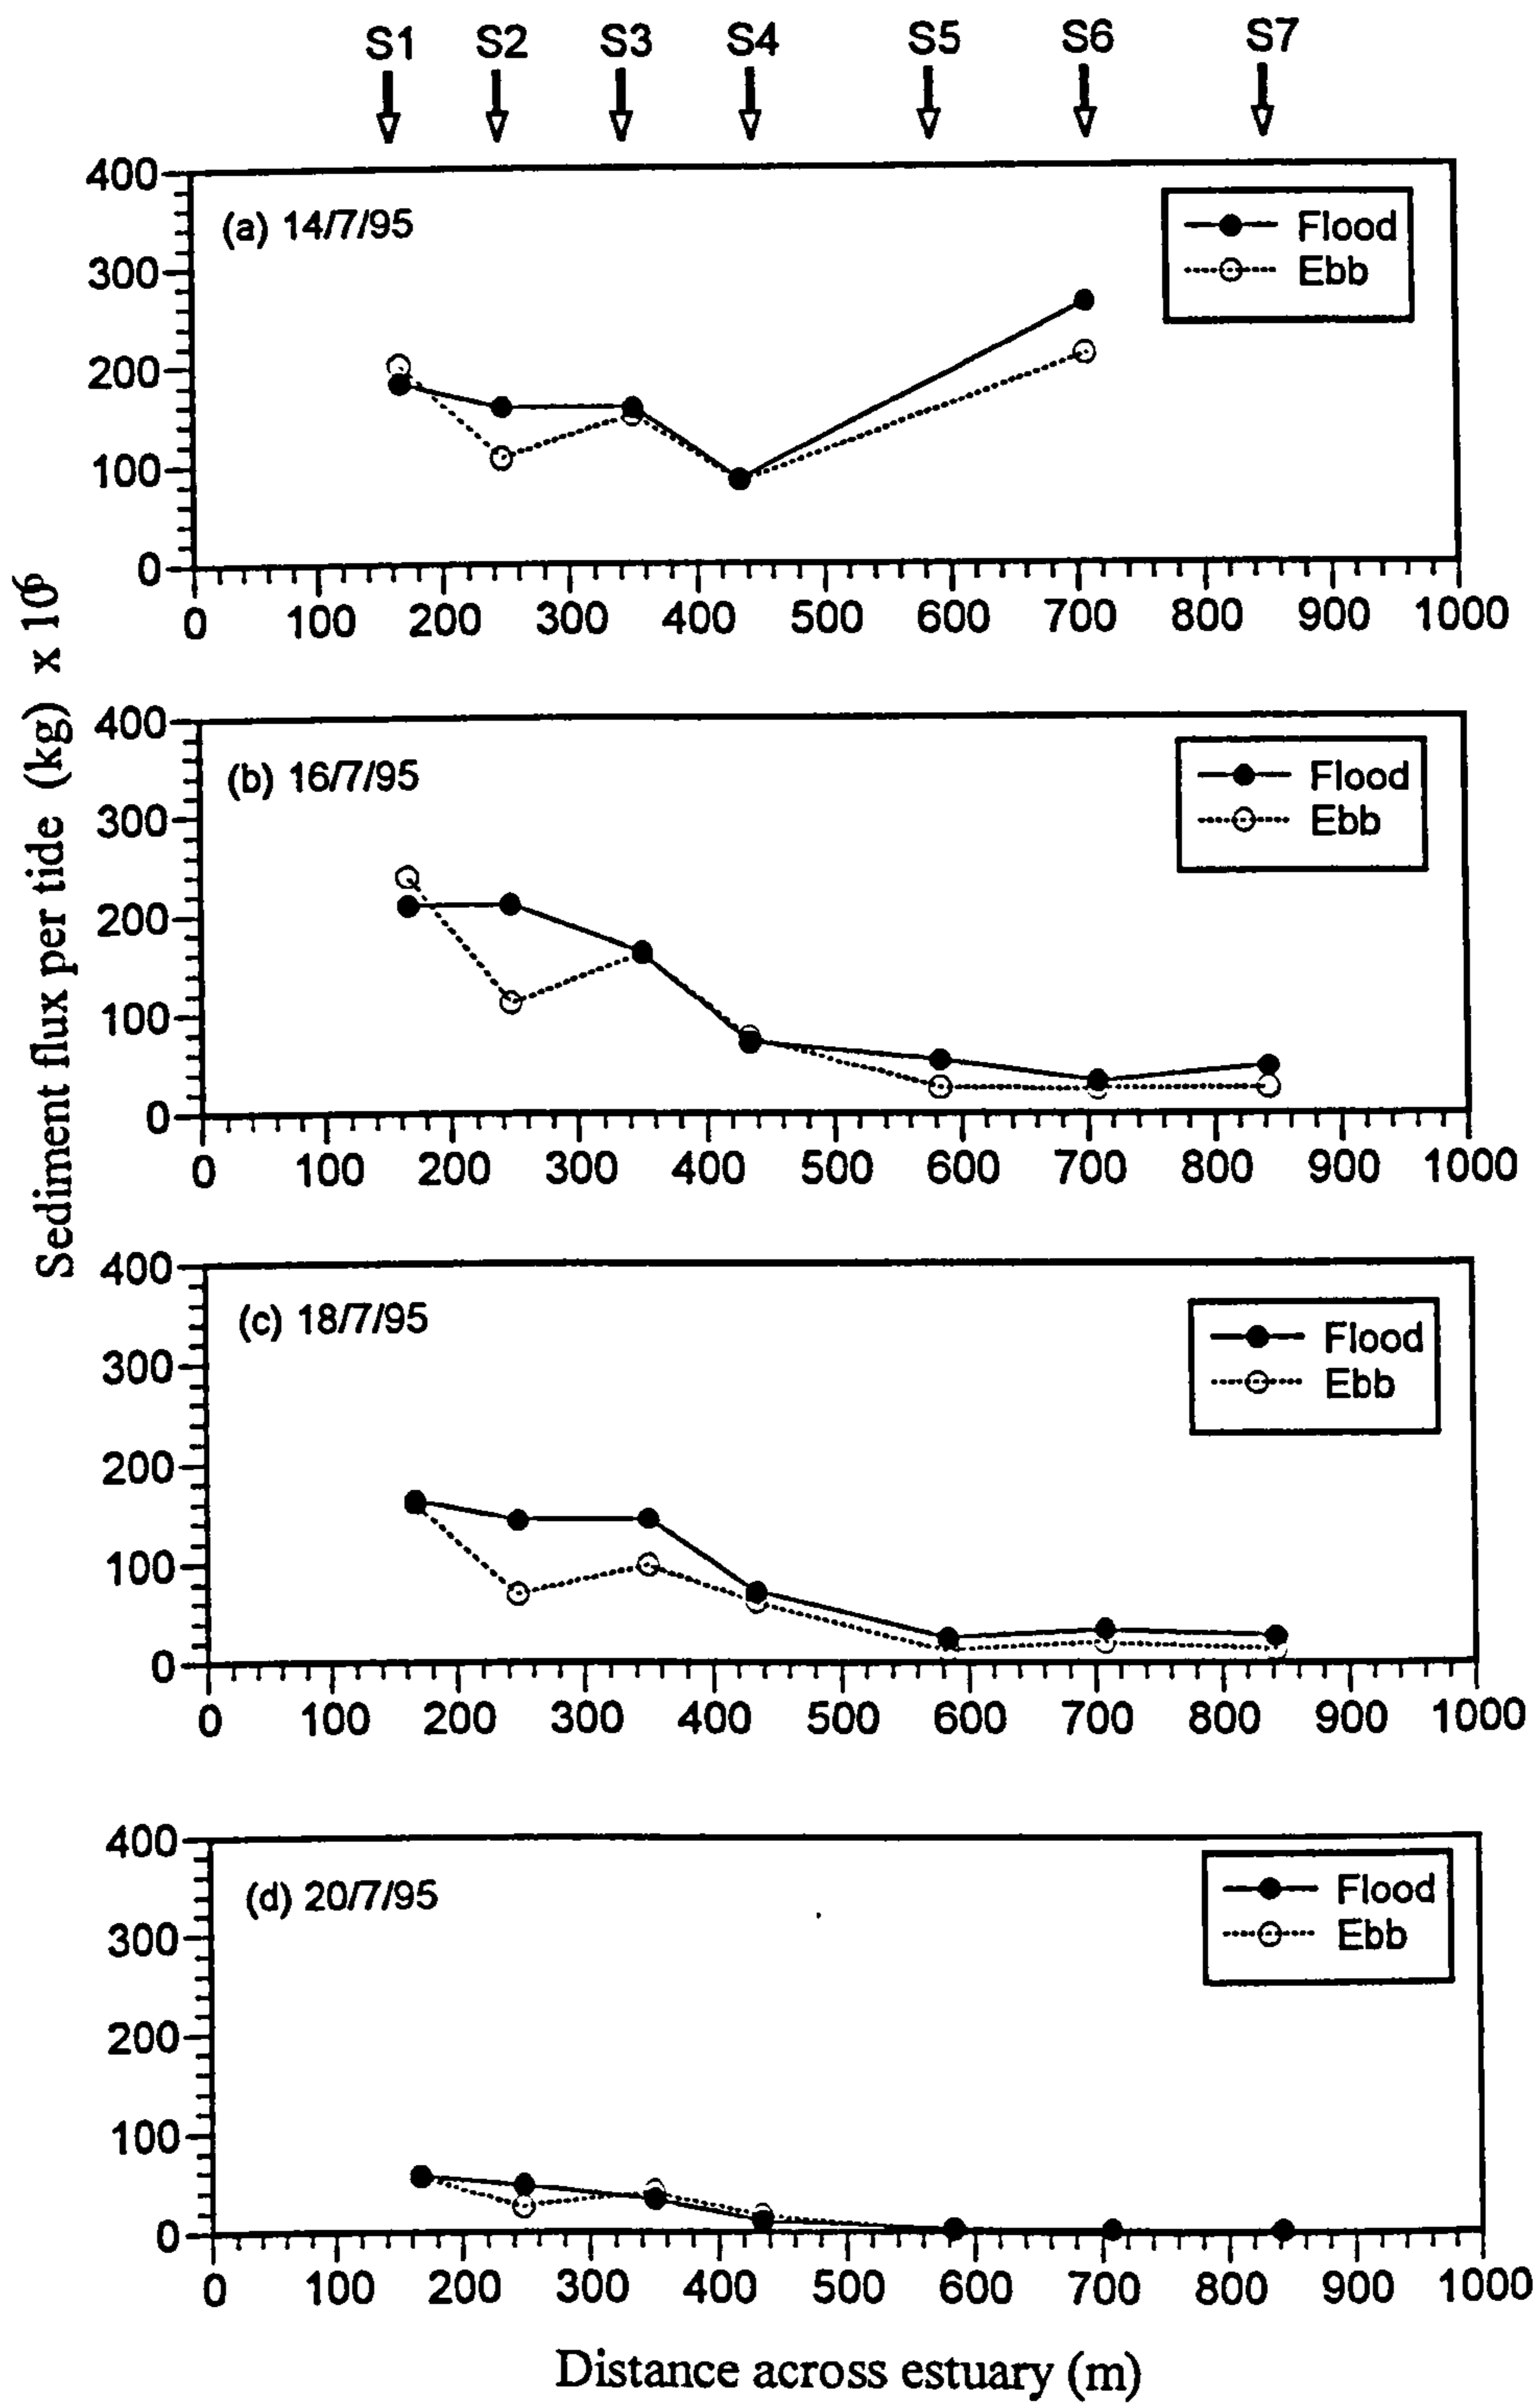 S1 S2 S3 S4 S5 S6 S7
400
300
200
100
0
(a) 14/7/95
Flood
Ebb
0 100 200 300 400 500 600 700 800 900 1000
Sediment flux per tide (kg) x 10⁶
400
300
200
100
0
(b) 16/7/95
Flood
Ebb
0 100 200 300 400 500 600 700 800 900 1000
400
300
200
100
0
(c) 18/7/95
Flood
Ebb
0 100 200 300 400 500 600 700 800 900 1000
400
300
200
100
0
(d) 20/7/95
Flood
Ebb
0 100 200 300 400 500 600 700 800 900 1000
Distance across estuary (m)